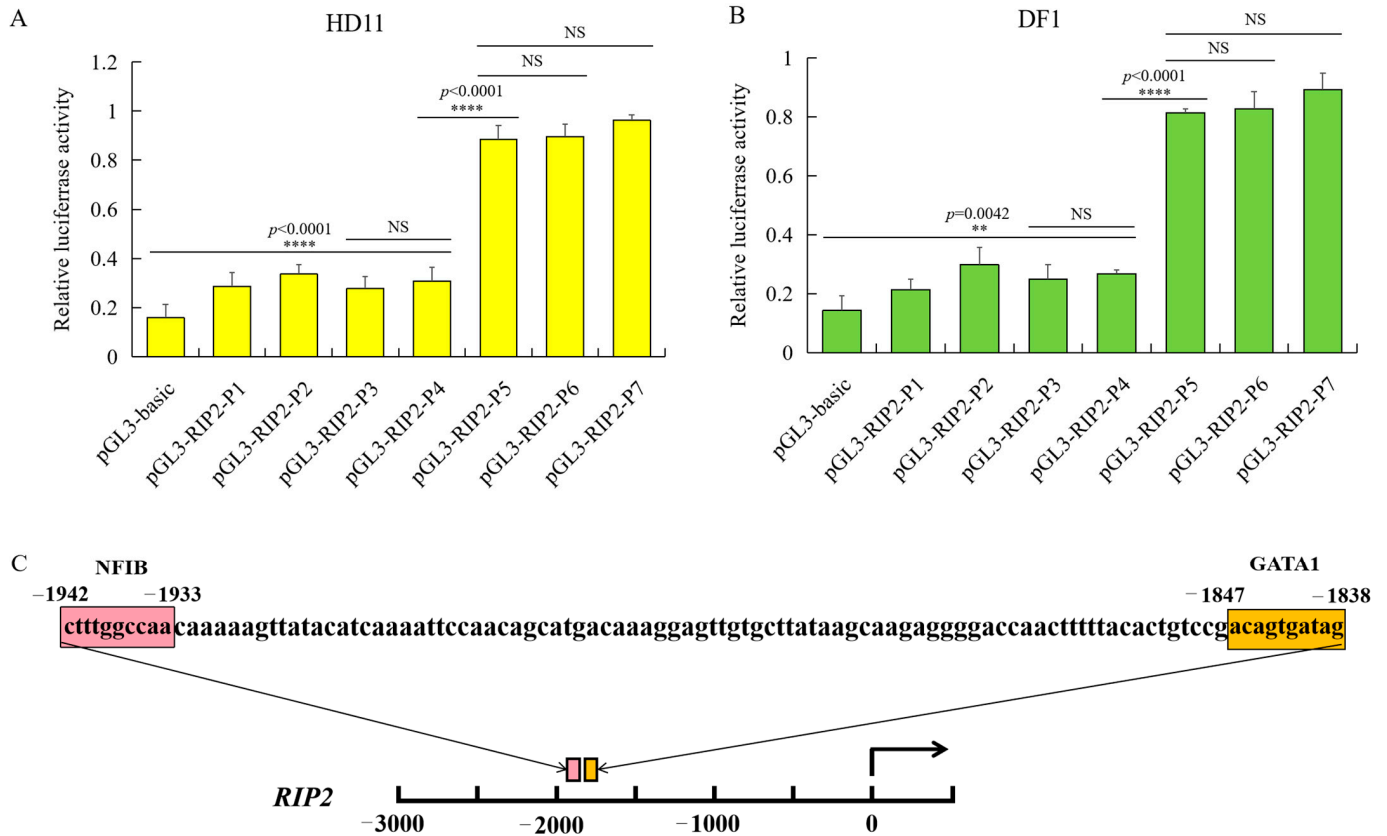 A
HD11
NS
NS
p<0.0001
****
NS
p<0.0001
****
Relative luciferrase activity
1.2
1
0.8
0.6
0.4
0.2
0
pGL3-basic
pGL3-RIP2-P1
pGL3-RIP2-P2
pGL3-RIP2-P3
pGL3-RIP2-P4
pGL3-RIP2-P5
pGL3-RIP2-P6
pGL3-RIP2-P7
B
DF1
NS
NS
p<0.0001
****
NS
p=0.0042
**
Relative luciferrase activity
1
0.8
0.6
0.4
0.2
0
pGL3-basic
pGL3-RIP2-P1
pGL3-RIP2-P2
pGL3-RIP2-P3
pGL3-RIP2-P4
pGL3-RIP2-P5
pGL3-RIP2-P6
pGL3-RIP2-P7
C
NFIB
GATA1
−1942 −1933 −1847 −1838
ctttggccaacaaaaagttatacatcaaaattccaacagcatgacaaaggagttgtgcttataagcaagaggggaccaactttttacactgtccgacagtgatag
RIP2
−3000 −2000 −1000 0